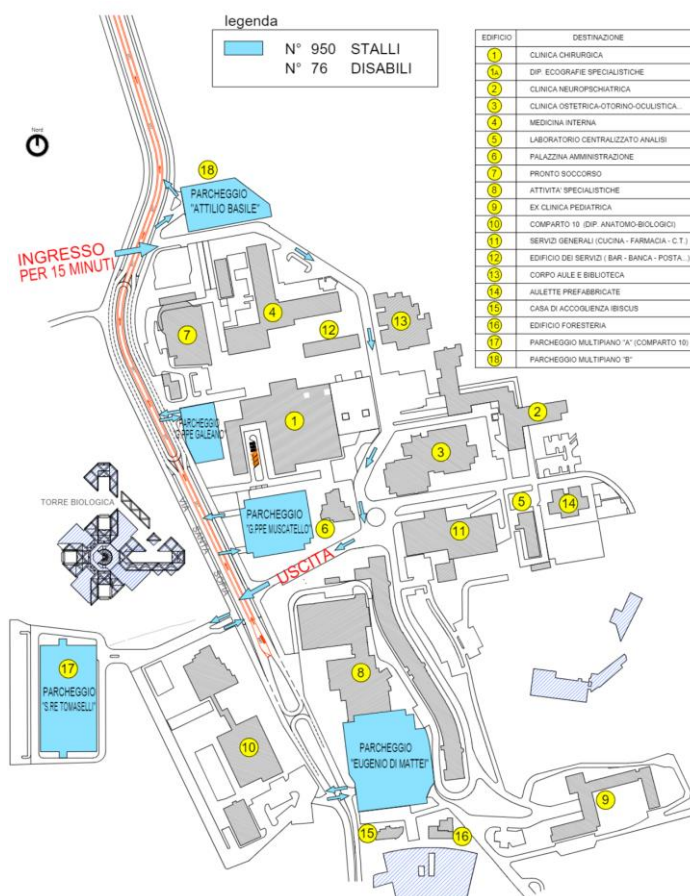 legenda
N° 950 STALLI
N° 76 DISABILI
EDIFICIO DESTINAZIONE
1 CLINICA CHIRURGICA
1A DIP. ECOGRAFIE SPECIALISTICHE
2 CLINICA NEUROPSCHIATRICA
3 CLINICA OSTETRICA-OTORINO-OCULISTICA...
4 MEDICINA INTERNA
5 LABORATORIO CENTRALIZZATO ANALISI
6 PALAZZINA AMMINISTRAZIONE
7 PRONTO SOCCORSO
8 ATTIVITA' SPECIALISTICHE
9 EX CLINICA PEDIATRICA
10 COMPARTO 10 (DIP. ANATOMO-BIOLOGICI)
11 SERVIZI GENERALI (CUCINA - FARMACIA - C.T.)
12 EDIFICIO DEI SERVIZI ( BAR - BANCA - POSTA...)
13 CORPO AULE E BIBLIOTECA
14 AULETTE PREFABBRICATE
15 CASA DI ACCOGLIENZA IBISCUS
16 EDIFICIO FORESTERIA
17 PARCHEGGIO MULTIPIANO "A" (COMPARTO 10)
18 PARCHEGGIO MULTIPIANO "B"
Nord
18
PARCHEGGIO
"ATTILIO BASILE"
INGRESSO
PER 15 MINUTI
4
7
12
13
1
2
PARCHEGGIO
G.PPE GALEANO"
3
TORRE BIOLOGICA
PARCHEGGIO
"G.PPE MUSCATELLO"
6
5
14
11
VIA
SANTA
SOFIA
USCITA
17
PARCHEGGIO
"S.RE TOMASELLI"
8
10
PARCHEGGIO
"EUGENIO DI MATTEI"
9
15
16